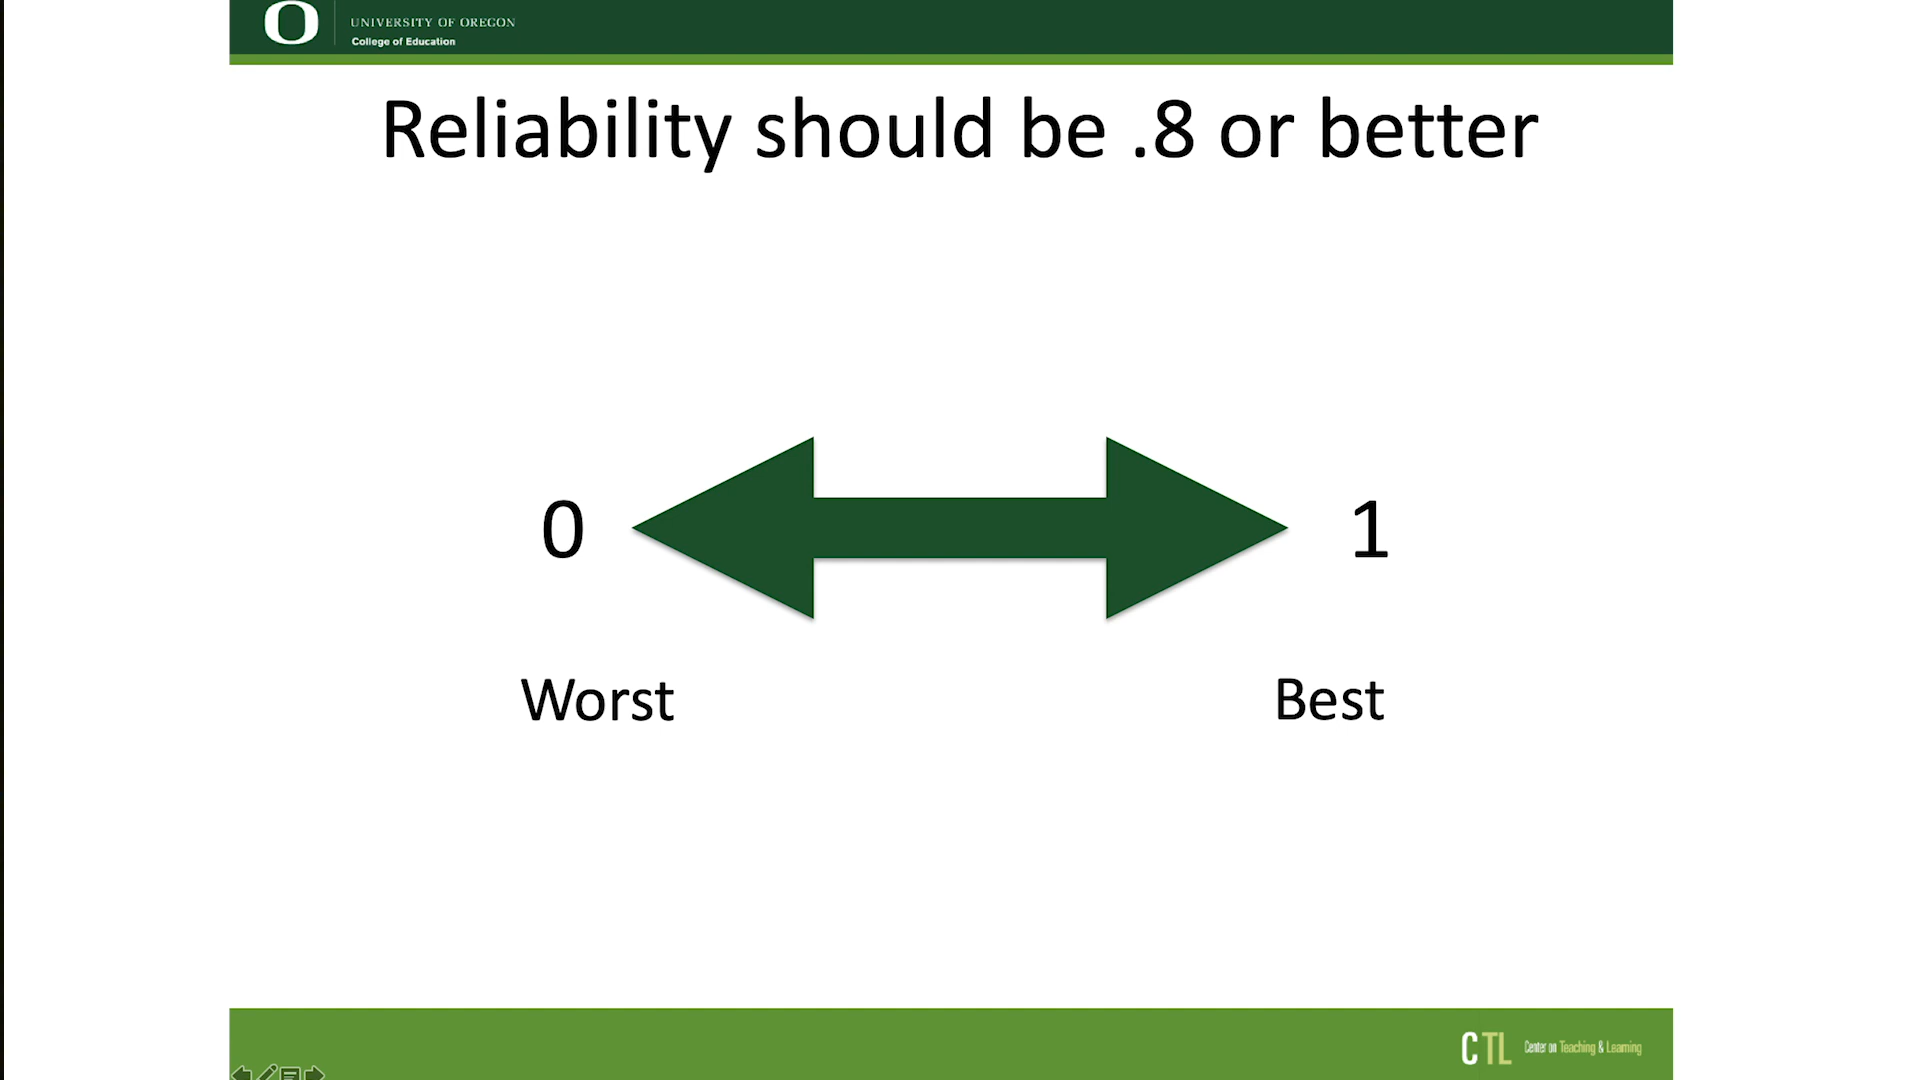 UNIVERSITY OF OREGON
College of Education
Reliability should be .8 or better
0
1
Worst
Best
CTL Center on Teaching & Learning